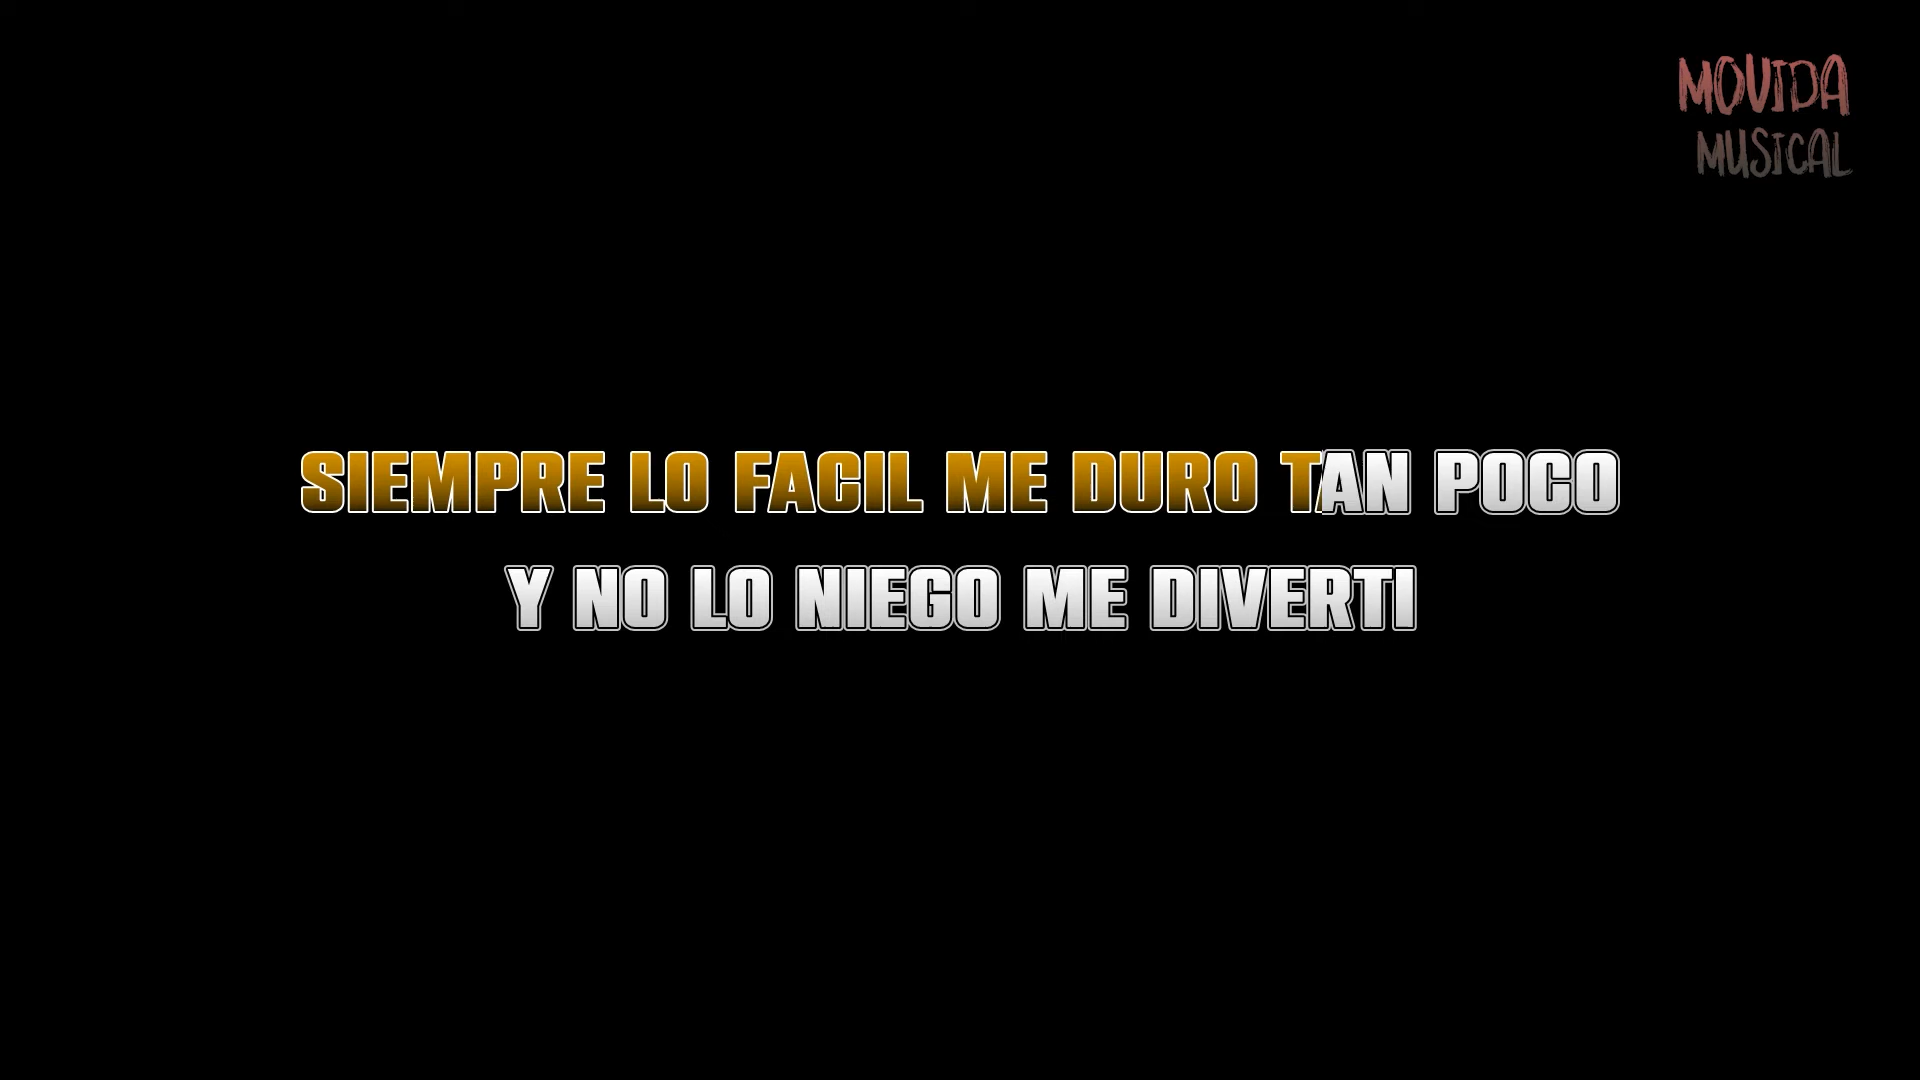 MOVIDA
MUSICAL
SIEMPRE LO FACIL ME DURO TAN POCO
Y NO LO NIEGO ME DIVERTI